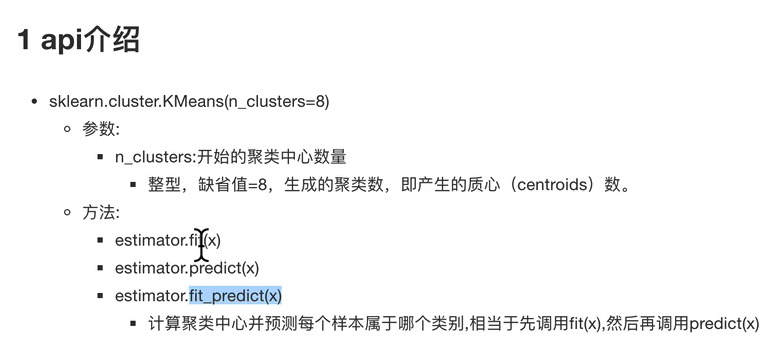 1 api介绍
sklearn.cluster.KMeans(n_clusters=8)
参数:
n_clusters:开始的聚类中心数量
整型，缺省值=8，生成的聚类数，即产生的质心（centroids）数。
方法:
estimator.fit(x)
estimator.predict(x)
estimator.fit_predict(x)
计算聚类中心并预测每个样本属于哪个类别,相当于先调用fit(x),然后再调用predict(x)